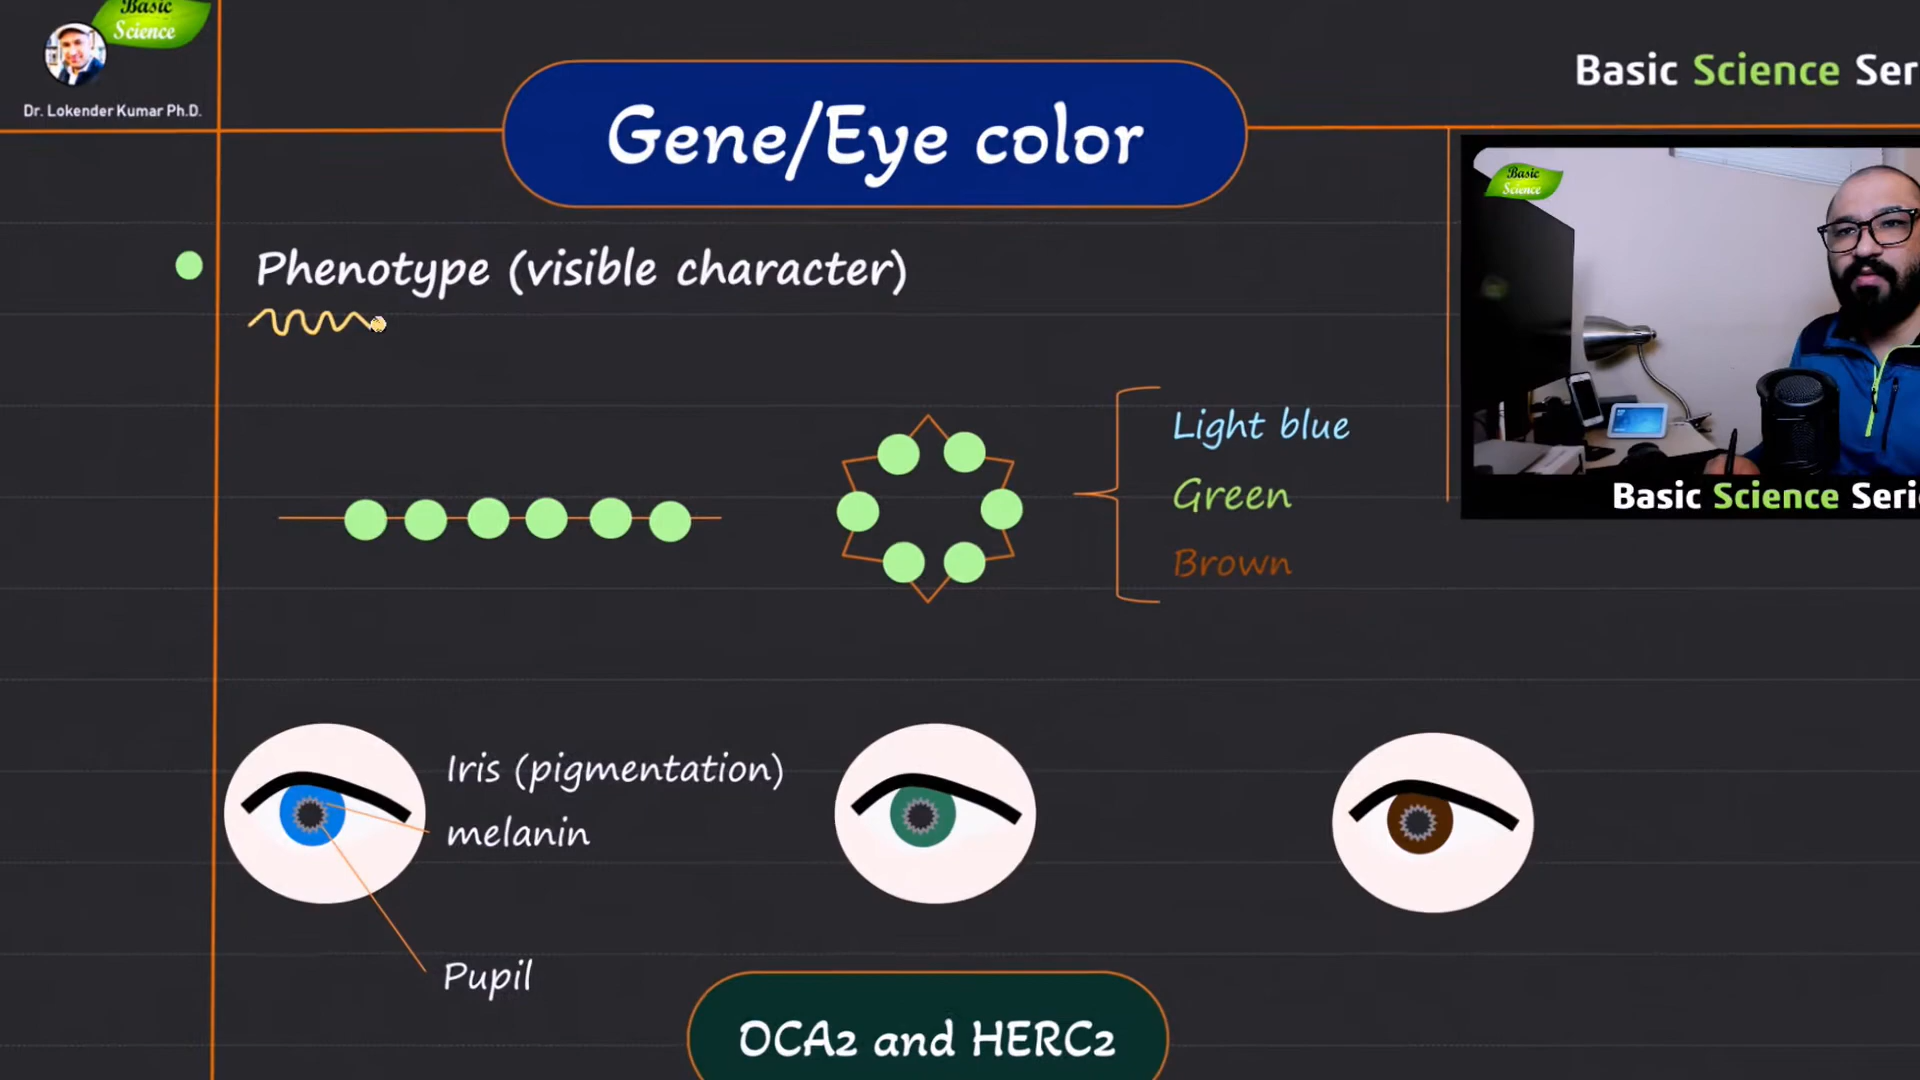 Basic
Science
Dr. Lokender Kumar Ph.D.
Basic Science Ser
Gene/Eye color
Basic
Science
Phenotype (visible character)
Light blue
Green
Brown
Basic Science Seri
Iris (pigmentation)
melanin
Pupil
OCA2 and HERC2